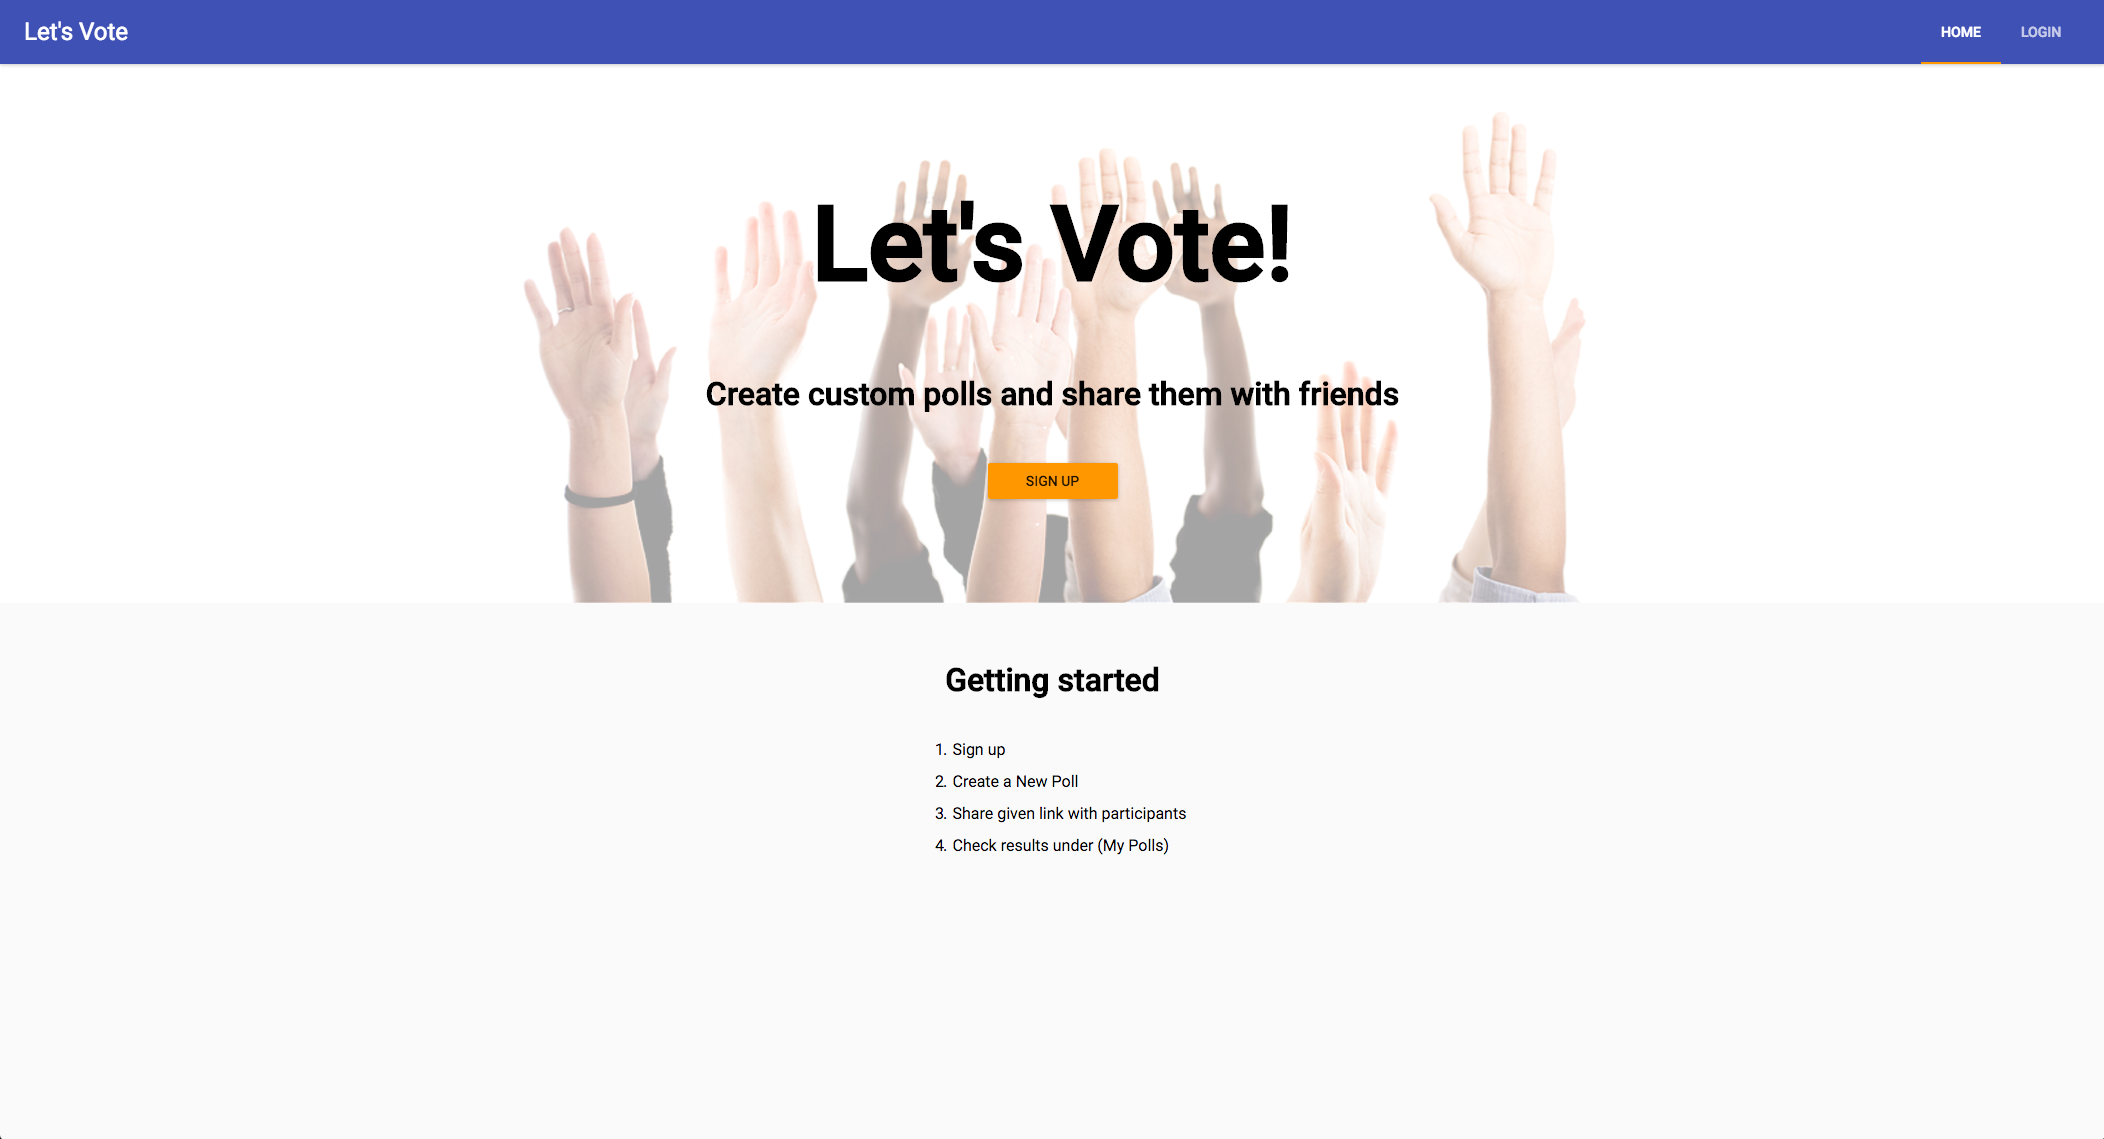 Let's Vote
HOME
LOGIN
Let's Vote!
Create custom polls and share them with friends
SIGN UP
Getting started
1. Sign up
2. Create a New Poll
3. Share given link with participants
4. Check results under (My Polls)